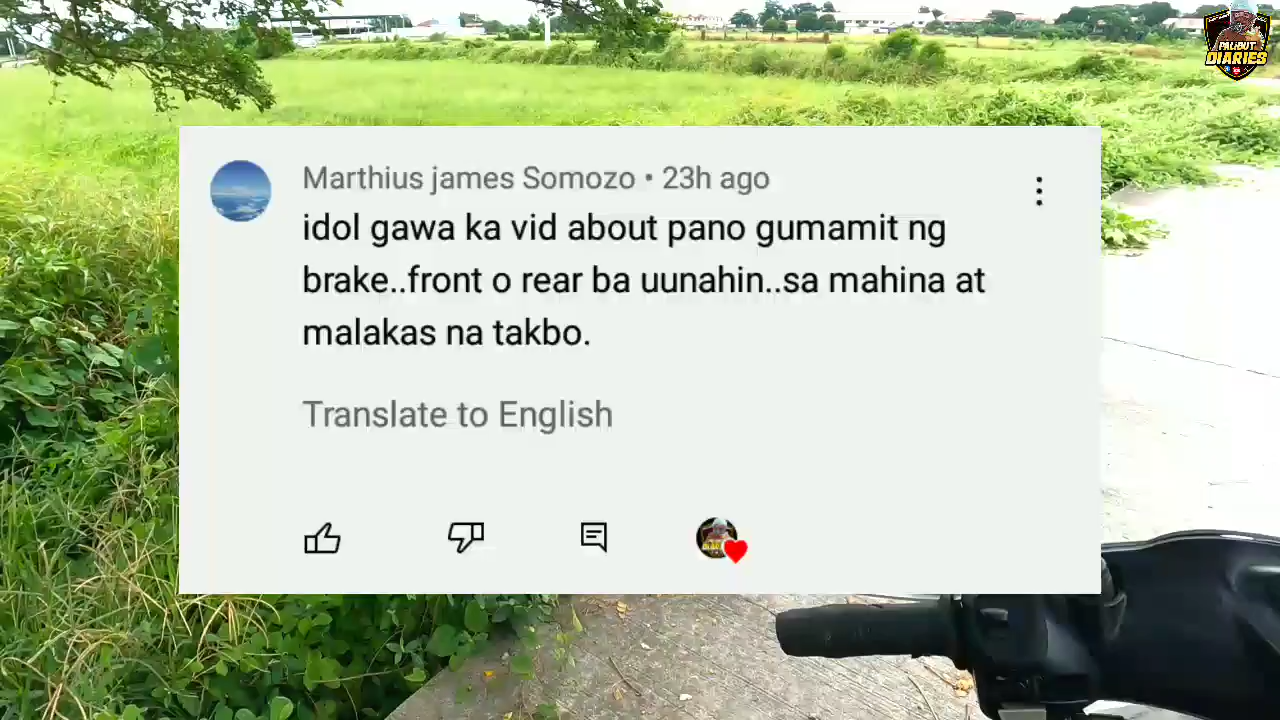 PALIBUT
DIARIES
Marthius james Somozo • 23h ago
idol gawa ka vid about pano gumamit ng
brake..front o rear ba uunahin..sa mahina at
malakas na takbo.
Translate to English